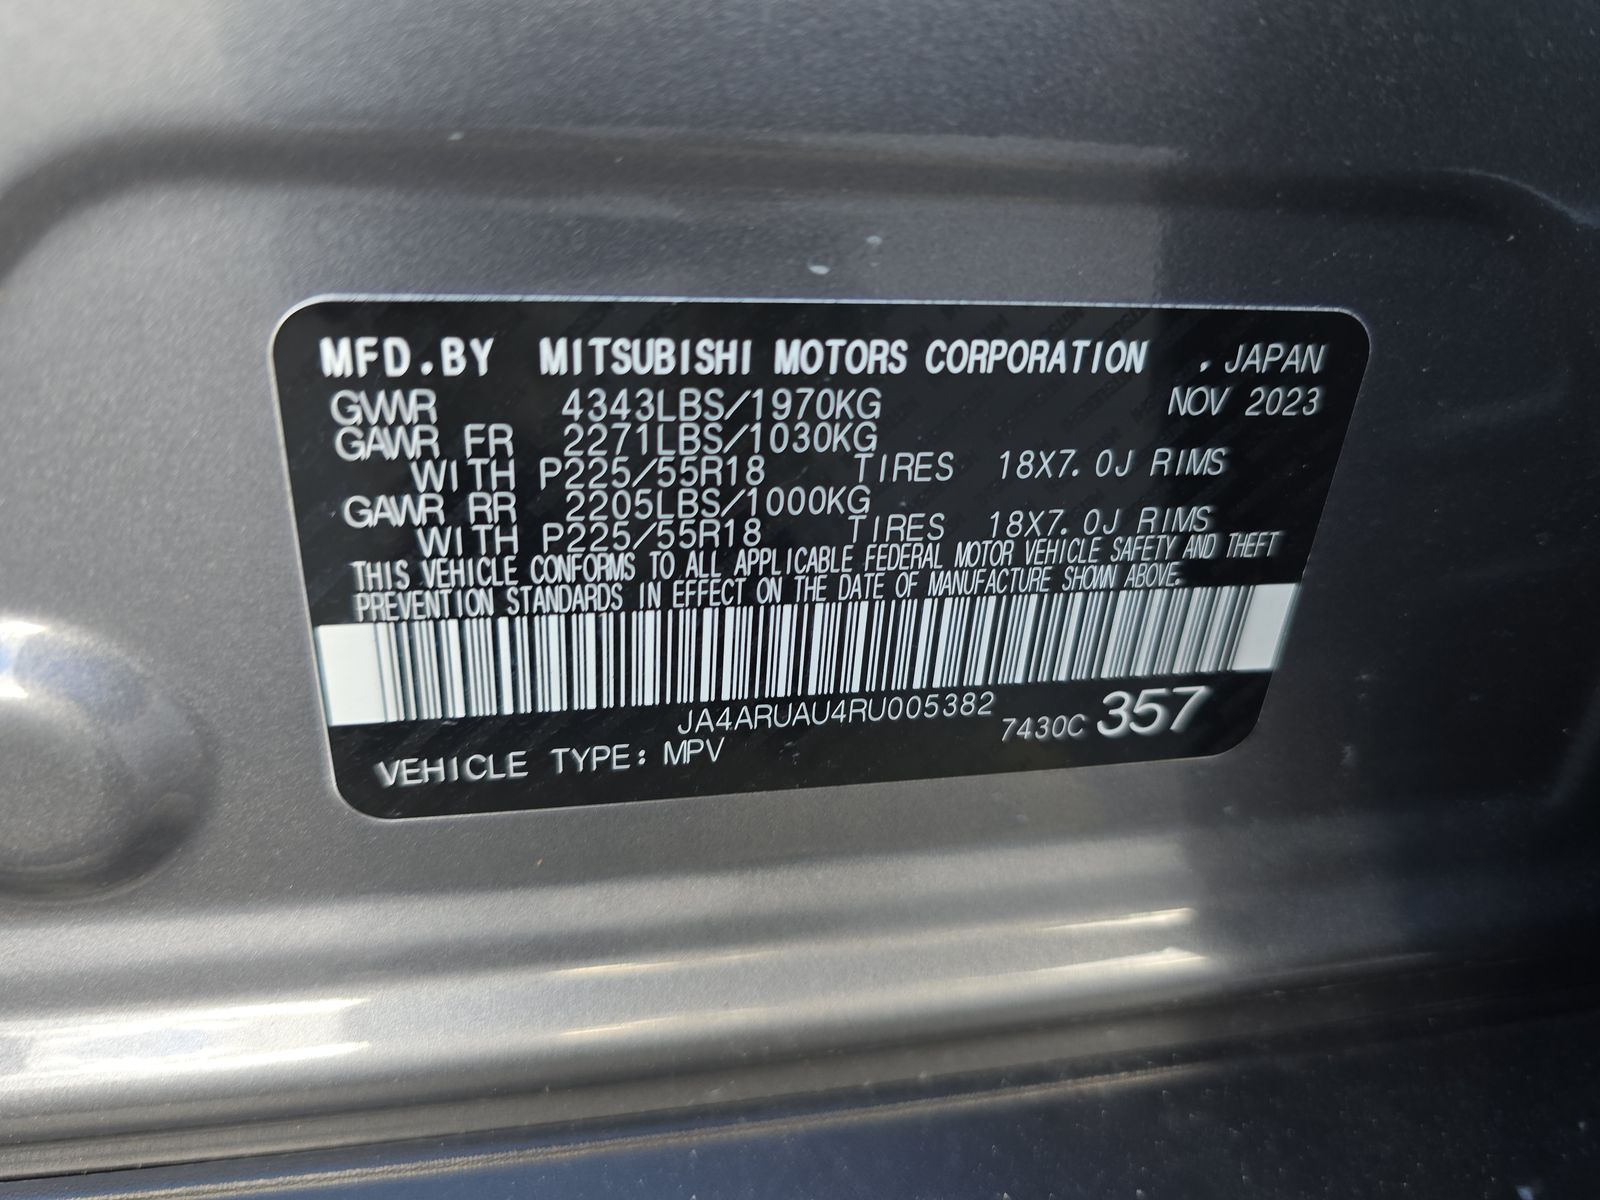 MFD.BY MITSUBISHI MOTORS CORPORATION , JAPAN
GVWR 4343LBS/1970KG NOV 2023
GAWR FR 2271LBS/1030KG
WITH P225/55R18 TIRES 18X7.0J RIMS
GAWR RR 2205LBS/1000KG
WITH P225/55R18 TIRES 18X7.0J RIMS
THIS VEHICLE CONFORMS TO ALL APPLICABLE FEDERAL MOTOR VEHICLE SAFETY AND THEFT
PREVENTION STANDARDS IN EFFECT ON THE DATE OF MANUFACTURE SHOWN ABOVE.
JA4ARUAU4RU005382
7430C 357
VEHICLE TYPE: MPV